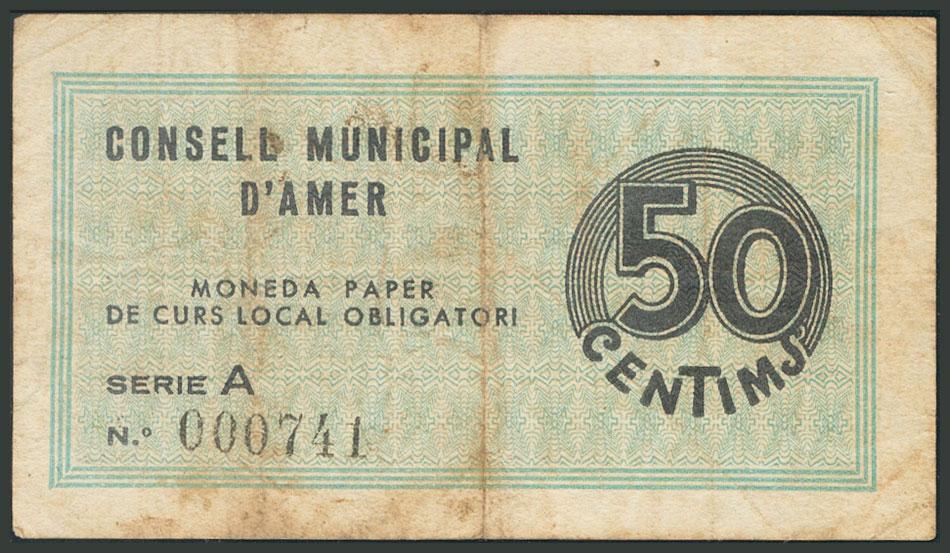 CONSELL MUNICIPAL
D'AMER
MONEDA PAPER
DE CURS LOCAL OBLIGATORI
SERIE A
N.º 000741
50
CENTIMS